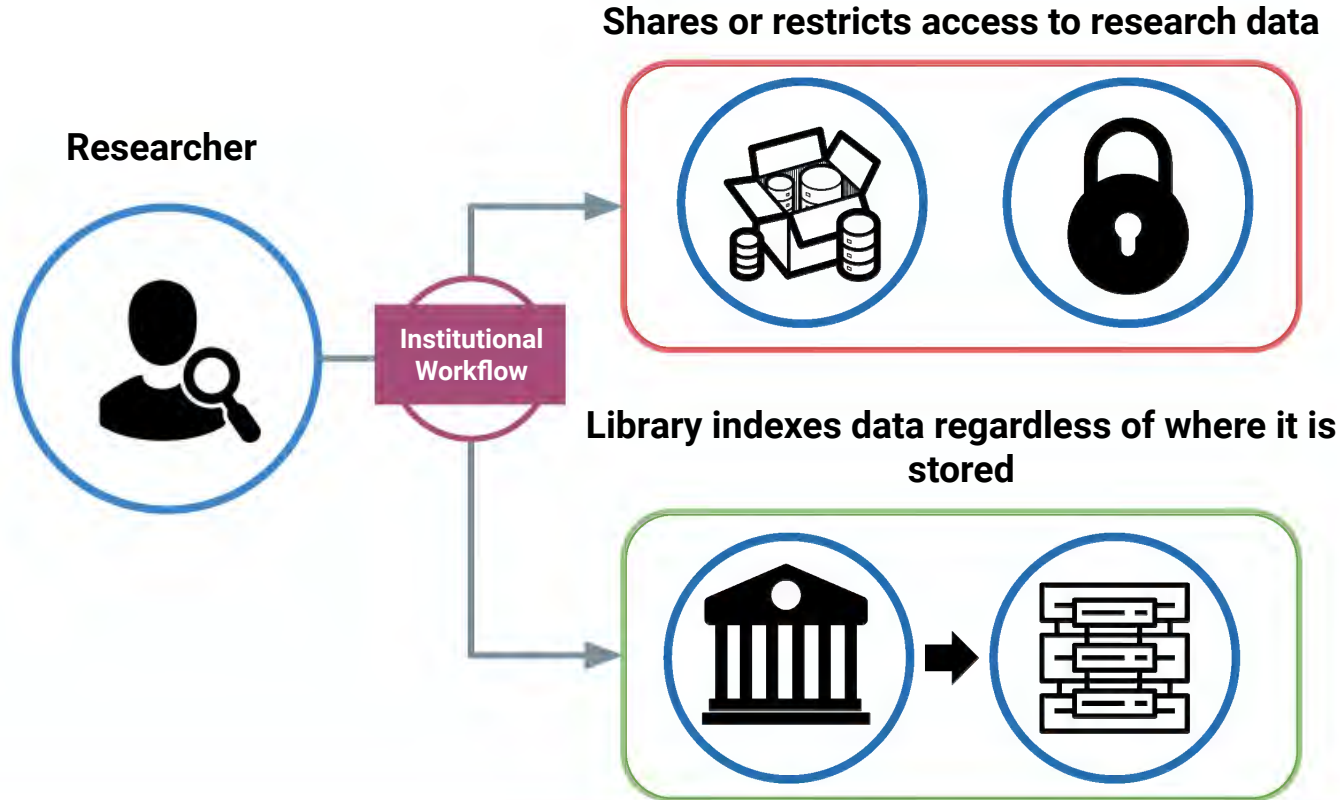 Shares or restricts access to research data
Researcher
Institutional
Workflow
Library indexes data regardless of where it is
stored